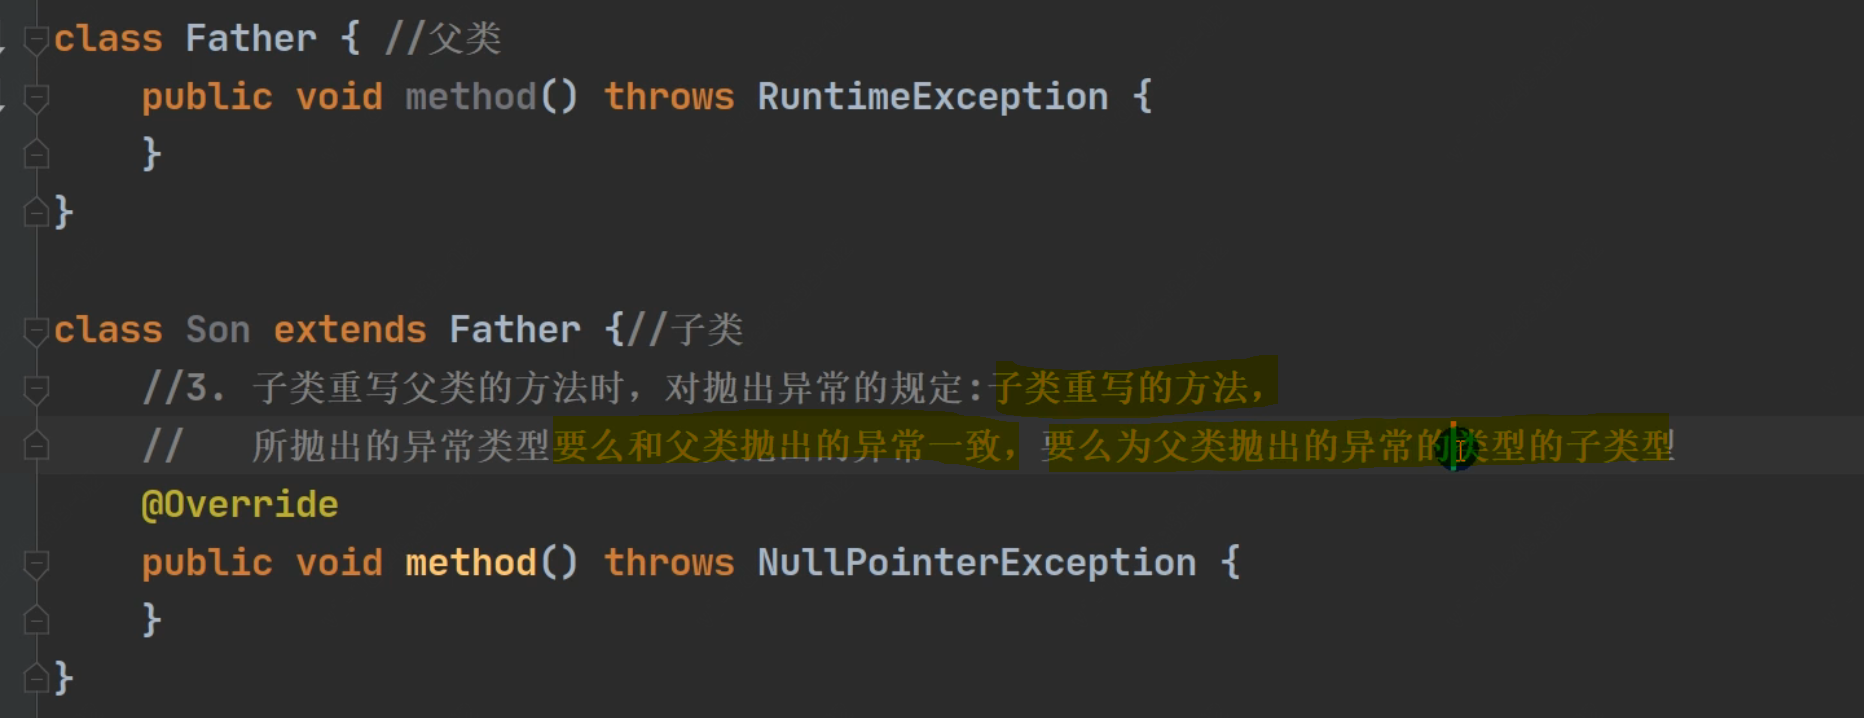 class Father { //父类
public void method() throws RuntimeException {
}
}
class Son extends Father {//子类
//3. 子类重写父类的方法时，对抛出异常的规定:子类重写的方法，
// 所抛出的异常类型要么和父类抛出的异常一致，要么为父类抛出的异常的类型的子类型
@Override
public void method() throws NullPointerException {
}
}